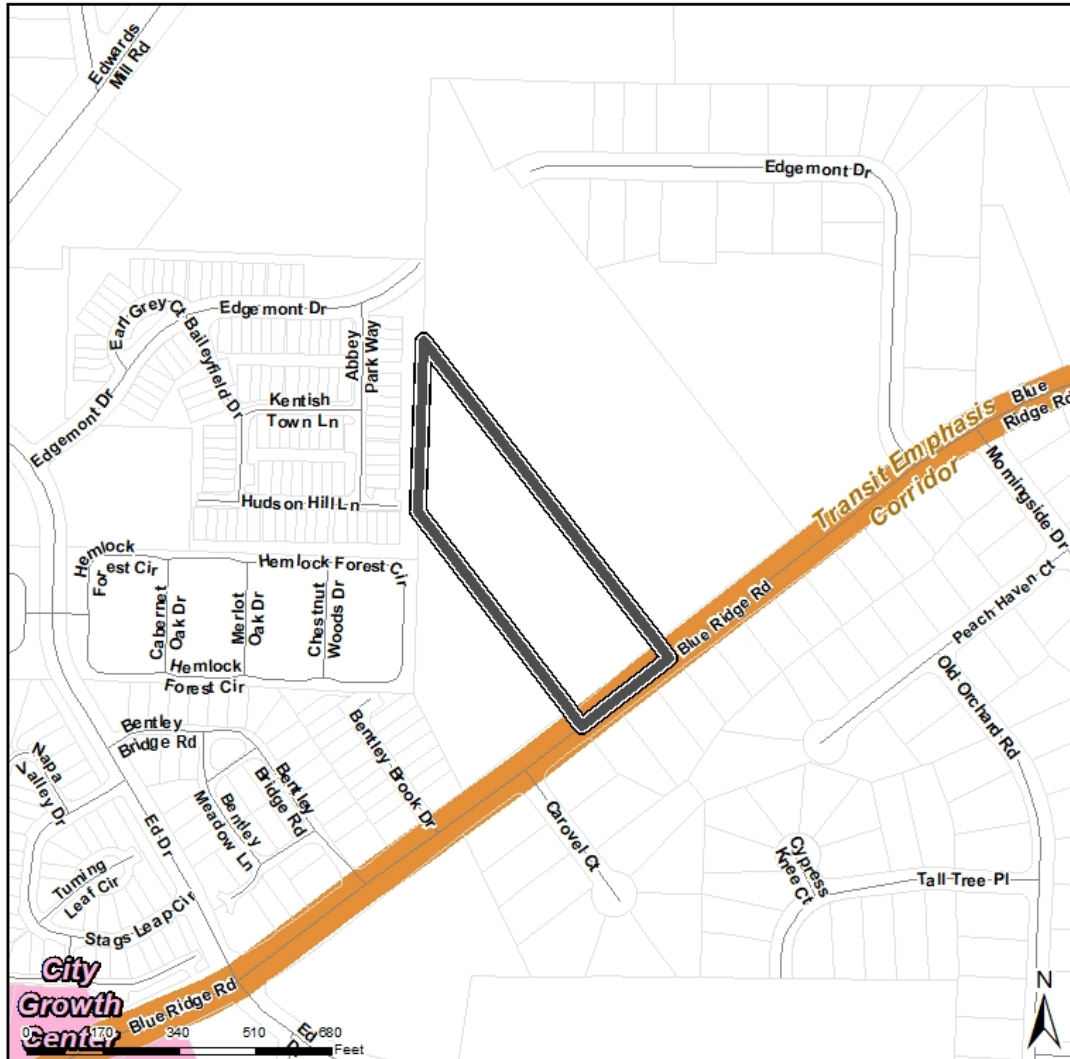 Edwards
Mill Rd
Edgemont Dr
Edgemont Dr
Earl Grey Ct
Baileyfield Dr
Abbey
Park Way
Kentish
Town Ln
Edgemont Dr
Hudson Hill Ln
Blue
Ridge Rd
Transit Emphasis
Corridor
Morningside Dr
Hemlock
Forest Cir
Hemlock Forest Cir
Cabernet
Oak Dr
Merlot
Oak Dr
Chestnut
Woods Dr
Hemlock
Forest Cir
Blue Ridge Rd
Peach Haven Ct
Old Orchard Rd
Bentley
Bridge Rd
Bentley Brook Dr
Napa
Valley Dr
Bentley
Bridge Rd
Bentley
Meadow Ln
Ed Dr
Carovel Ct
Cypress
Knee Ct
Tall Tree Pl
Turning
Leaf Cir
Stags Leap Cir
City
Growth
Center
Blue Ridge Rd
Ed
Dr
N
0 170 340 510 680
Feet